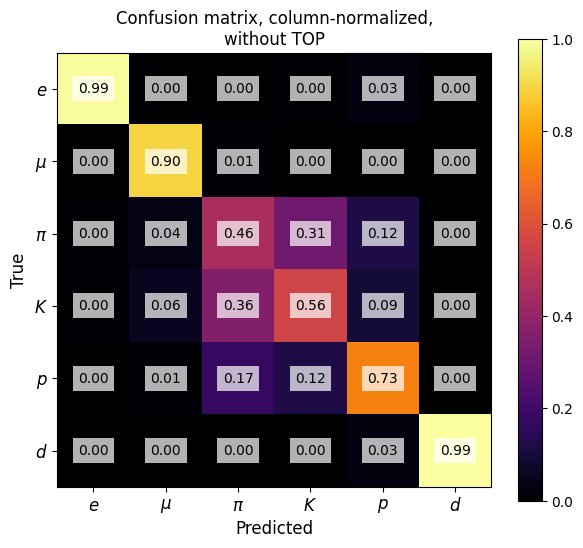 Confusion matrix, column-normalized,
without TOP
1.0
e 0.99 0.00 0.00 0.00 0.03 0.00
0.8
μ 0.00 0.90 0.01 0.00 0.00 0.00
0.6
π 0.00 0.04 0.46 0.31 0.12 0.00
True
K 0.00 0.06 0.36 0.56 0.09 0.00
0.4
p 0.00 0.01 0.17 0.12 0.73 0.00
0.2
d 0.00 0.00 0.00 0.00 0.03 0.99
0.0
e μ π K p d
Predicted